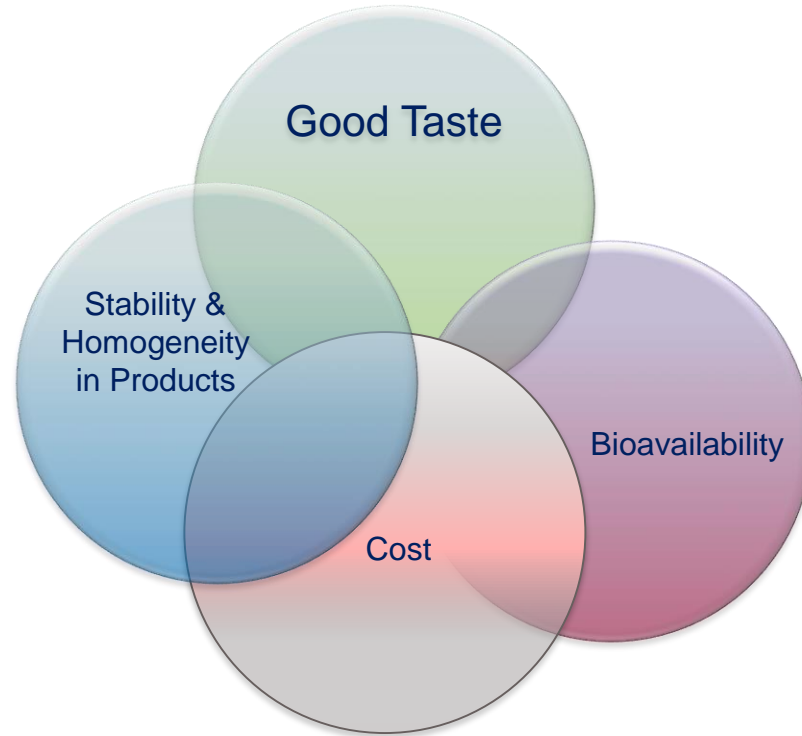 Good Taste
Stability &
Homogeneity
in Products
Bioavailability
Cost